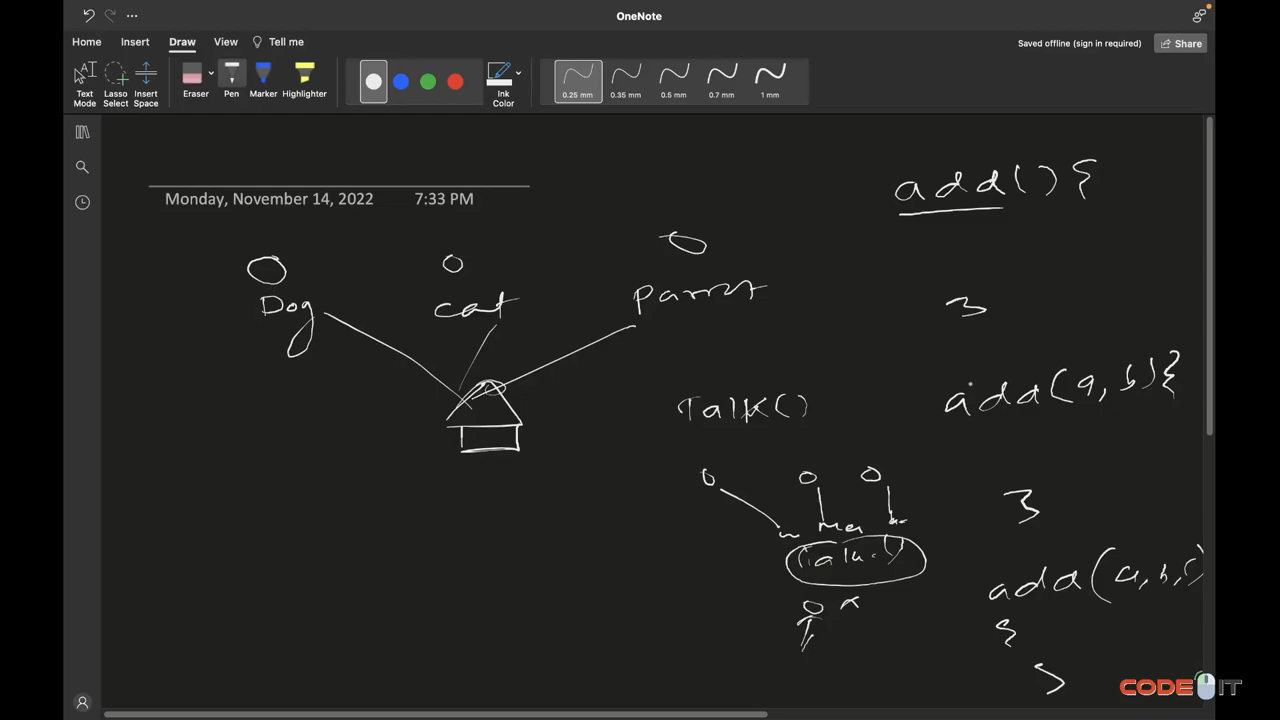 OneNote
Home Insert Draw View Tell me
Saved offline (sign in required) Share
Text Mode
Lasso Select
Insert Space
Eraser
Pen
Marker
Highlighter
Ink Color
0.25 mm
0.35 mm
0.5 mm
0.7 mm
1 mm
Monday, November 14, 2022 7:33 PM
add(){
}
Dog
cat
parrot
Talk()
add(a,b){
}
Talk()
add(a,b,c)
{
}
CODE IT